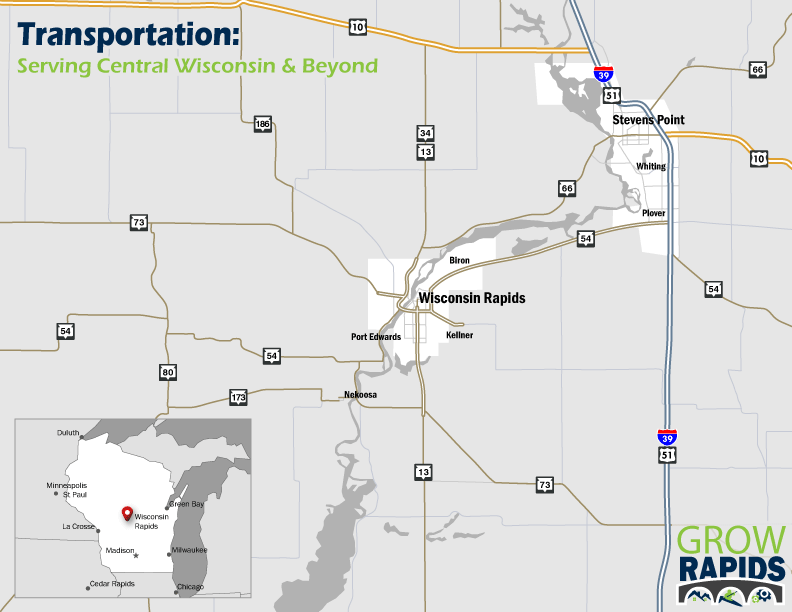 Transportation:
Serving Central Wisconsin & Beyond
10
39
51
66
Stevens Point
186
34
13
10
Whiting
66
Plover
73
54
Biron
54
Wisconsin Rapids
54
Port Edwards
Kellner
54
80
173
Nekoosa
39
51
13
73
Duluth
Minneapolis
St Paul
Green Bay
Wisconsin
Rapids
La Crosse
Madison
Milwaukee
Cedar Rapids
Chicago
GROW
RAPIDS